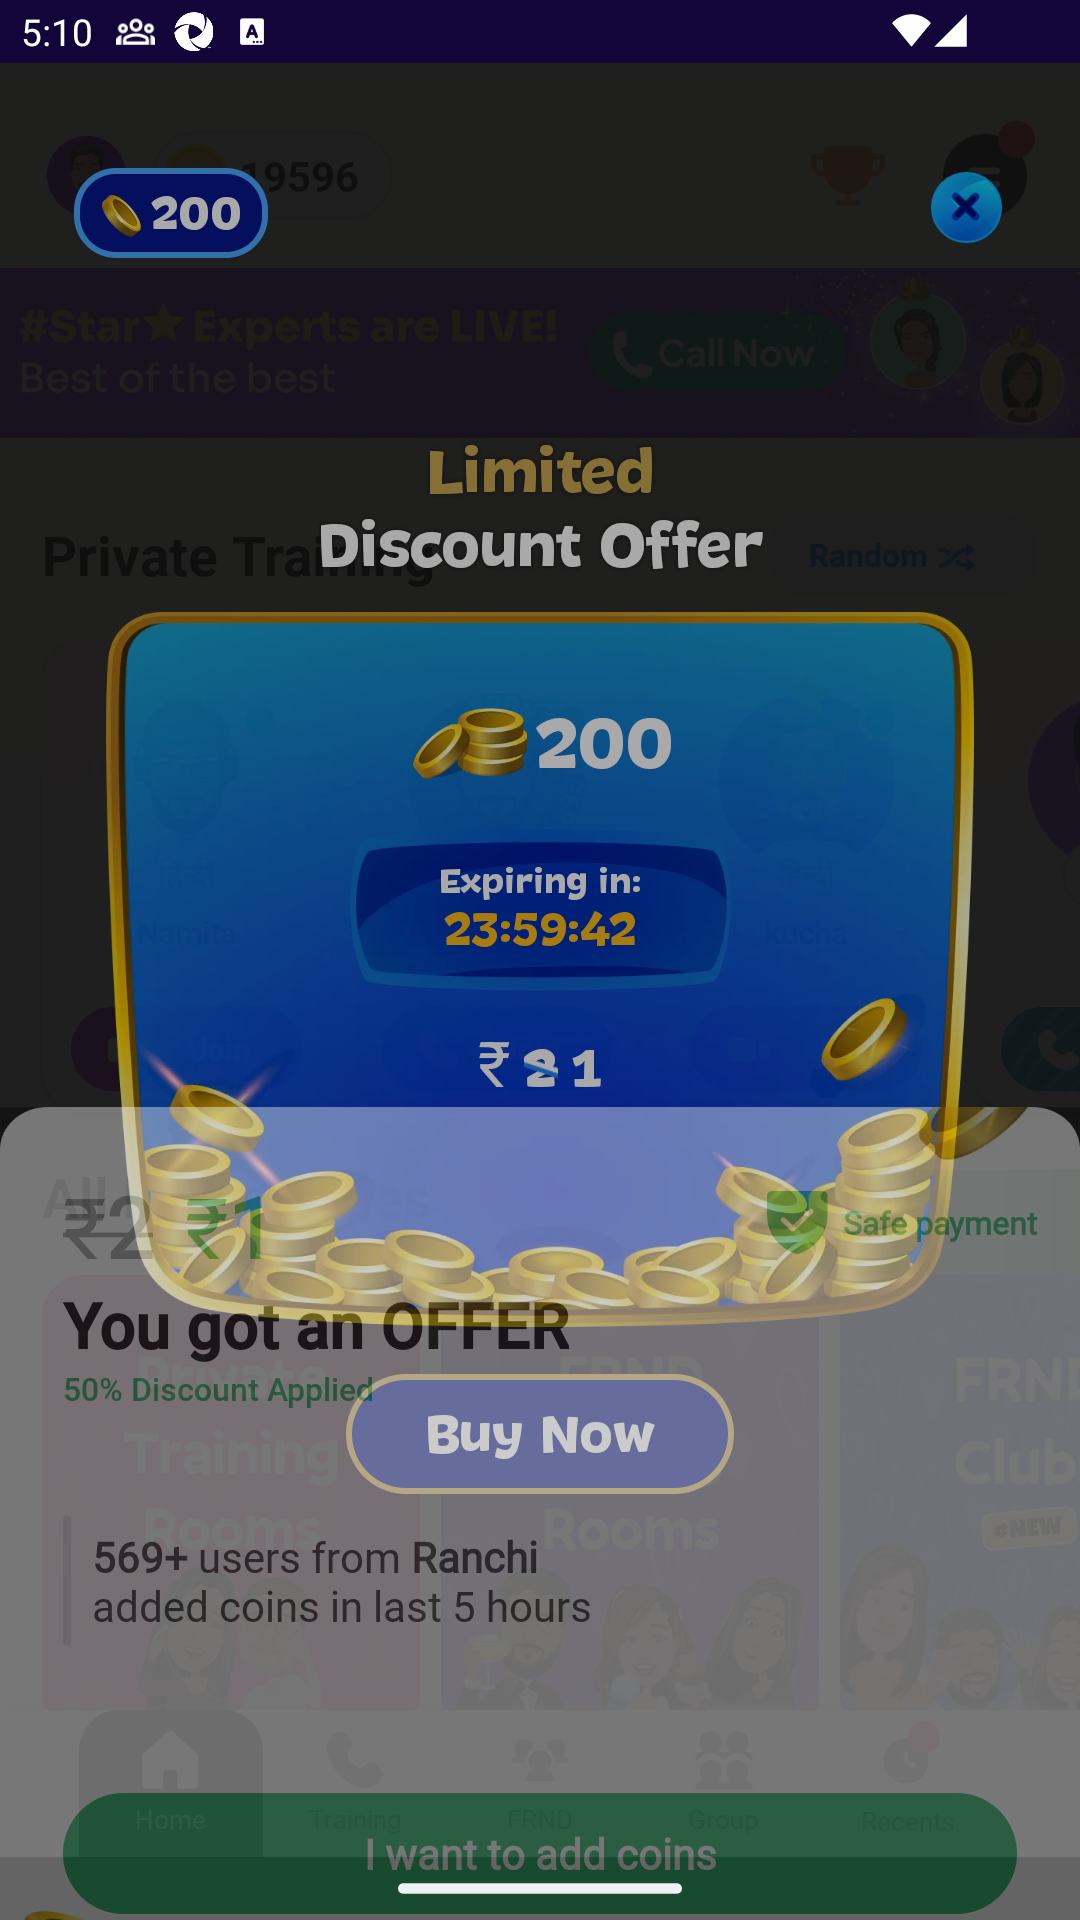 5:10
19596
200
#Star Experts are LIVE!
Best of the best
Call Now
Limited
Discount Offer
Private Training
Random
200
Expiring in:
23:59:42
Namita
kucha
Join
₹ 2 1
All
₹2 ₹1
Safe payment
You got an OFFER
50% Discount Applied
Buy Now
Private
Training
Rooms
FRND
Rooms
FRND
Club
#NEW
569+ users from Ranchi
added coins in last 5 hours
Home
Training
FRND
Group
Recents
I want to add coins